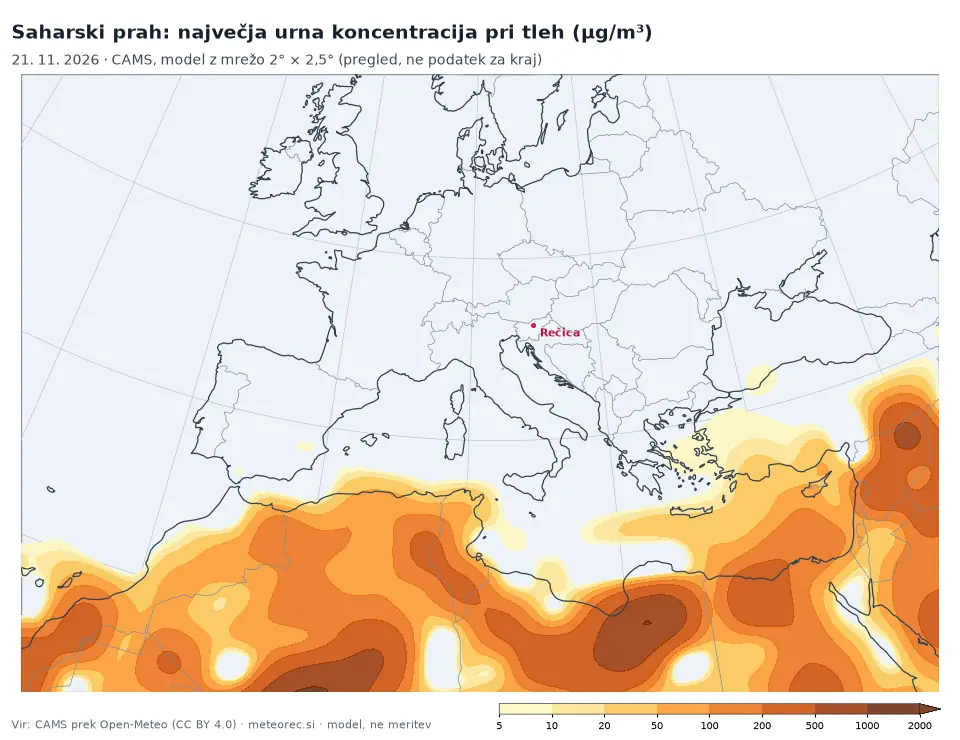 Saharski prah: največja urna koncentracija pri tleh (µg/m³)
21. 11. 2026 · CAMS, model z mrežo 2° × 2,5° (pregled, ne podatek za kraj)
Rečica
Vir: CAMS prek Open-Meteo (CC BY 4.0) · meteorec.si · model, ne meritev
5 10 20 50 100 200 500 1000 2000